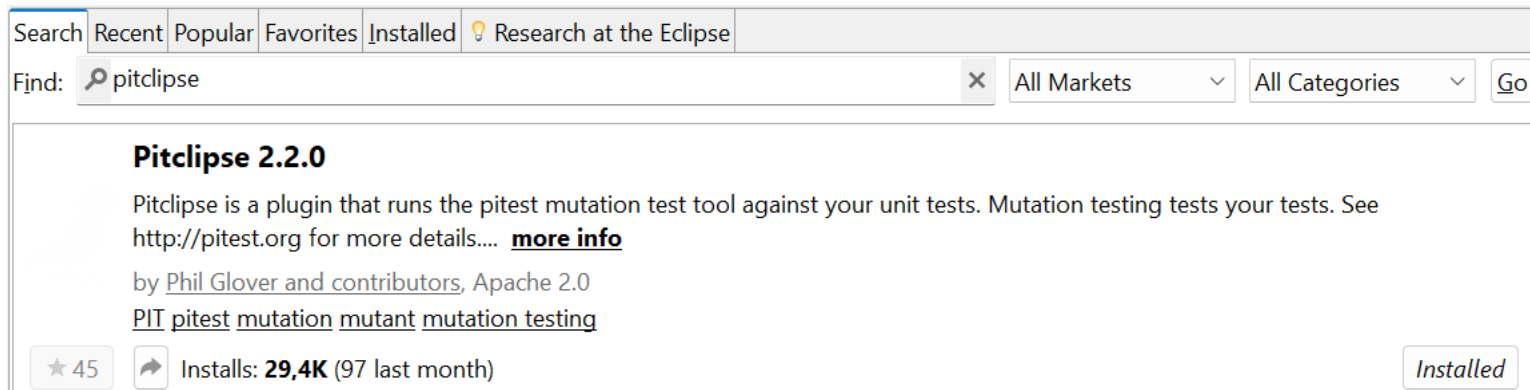 Search Recent Popular Favorites Installed Research at the Eclipse
Find: pitclipse All Markets All Categories Go
Pitclipse 2.2.0
Pitclipse is a plugin that runs the pitest mutation test tool against your unit tests. Mutation testing tests your tests. See
http://pitest.org for more details.... more info
by Phil Glover and contributors, Apache 2.0
PIT pitest mutation mutant mutation testing
45 Installs: 29,4K (97 last month) Installed